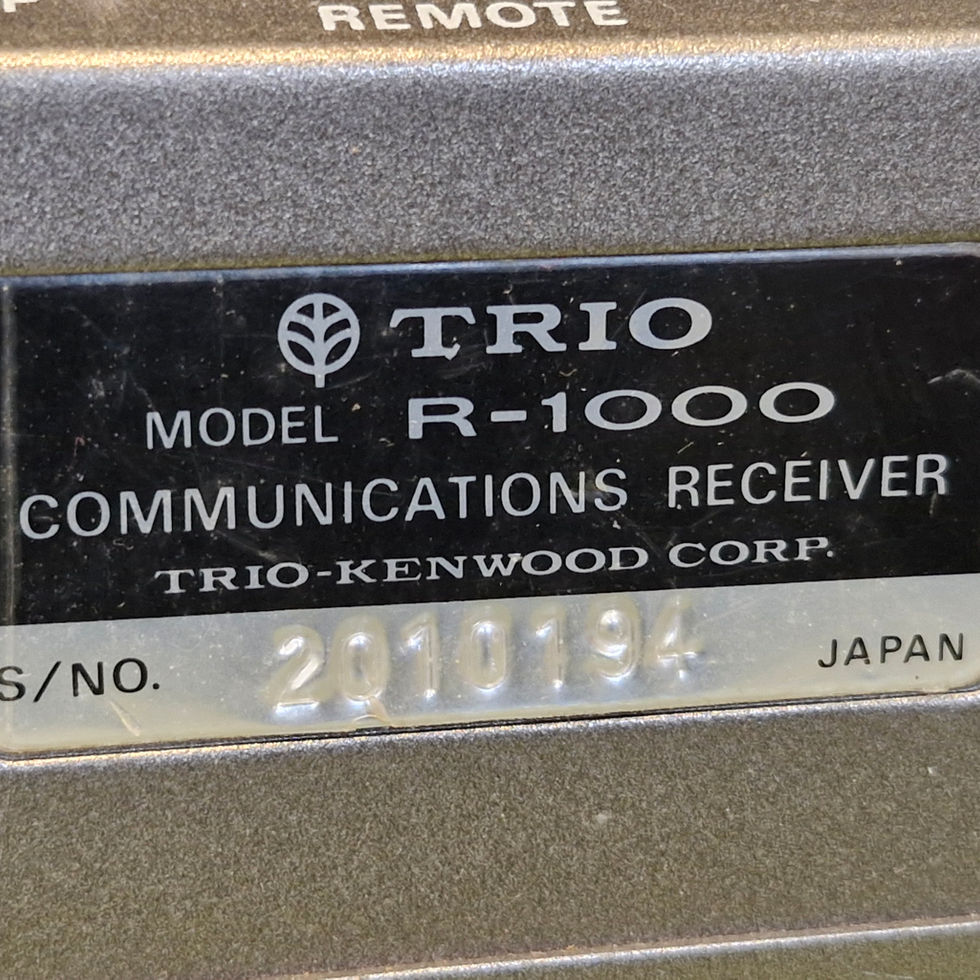 REMOTE
TRIO
MODEL R-1000
COMMUNICATIONS RECEIVER
TRIO-KENWOOD CORP.
S/NO. 2010194 JAPAN